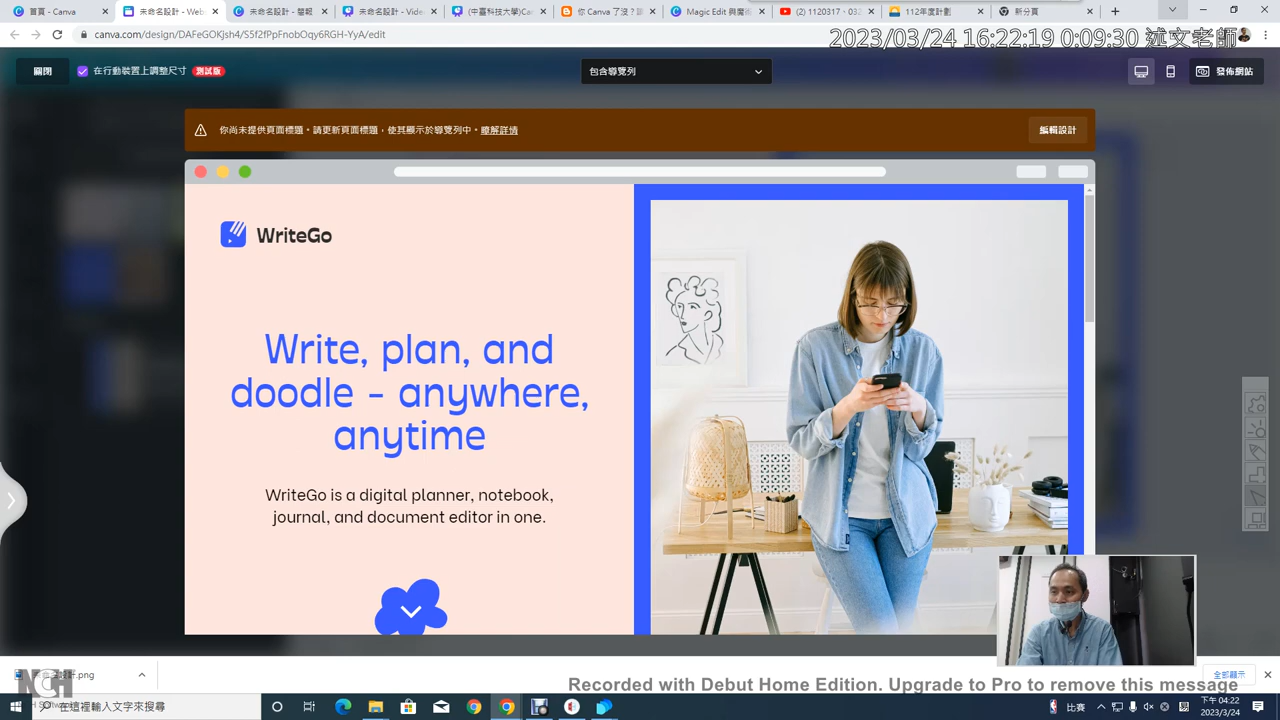 首頁 - Canva
未命名設計 - Web
未命名設計 - 螢幕
未命名設計 - Vide
(中臺科技大學)Ca
你 Canva 了沒？
Magic Edit 與魔術
(2) 1120317 - 032
112年度計劃
新分頁
canva.com/design/DAFeGOKjsh4/S5f2fPpFnobOqy6RGH-YyA/edit
2023/03/24 16:22:19 0:09:30 述文老師
關閉
在行動裝置上調整尺寸 測試版
包含導覽列
發佈網站
你尚未提供頁面標題。請更新頁面標題，使其顯示於導覽列中。瞭解詳情
編輯設計
WriteGo
Write, plan, and
doodle - anywhere,
anytime
WriteGo is a digital planner, notebook,
journal, and document editor in one.
全部顯示
NCH
Recorded with Debut Home Edition. Upgrade to Pro to remove this message
在這裡輸入文字來搜尋
比賽
下午 04:22
2023/3/24